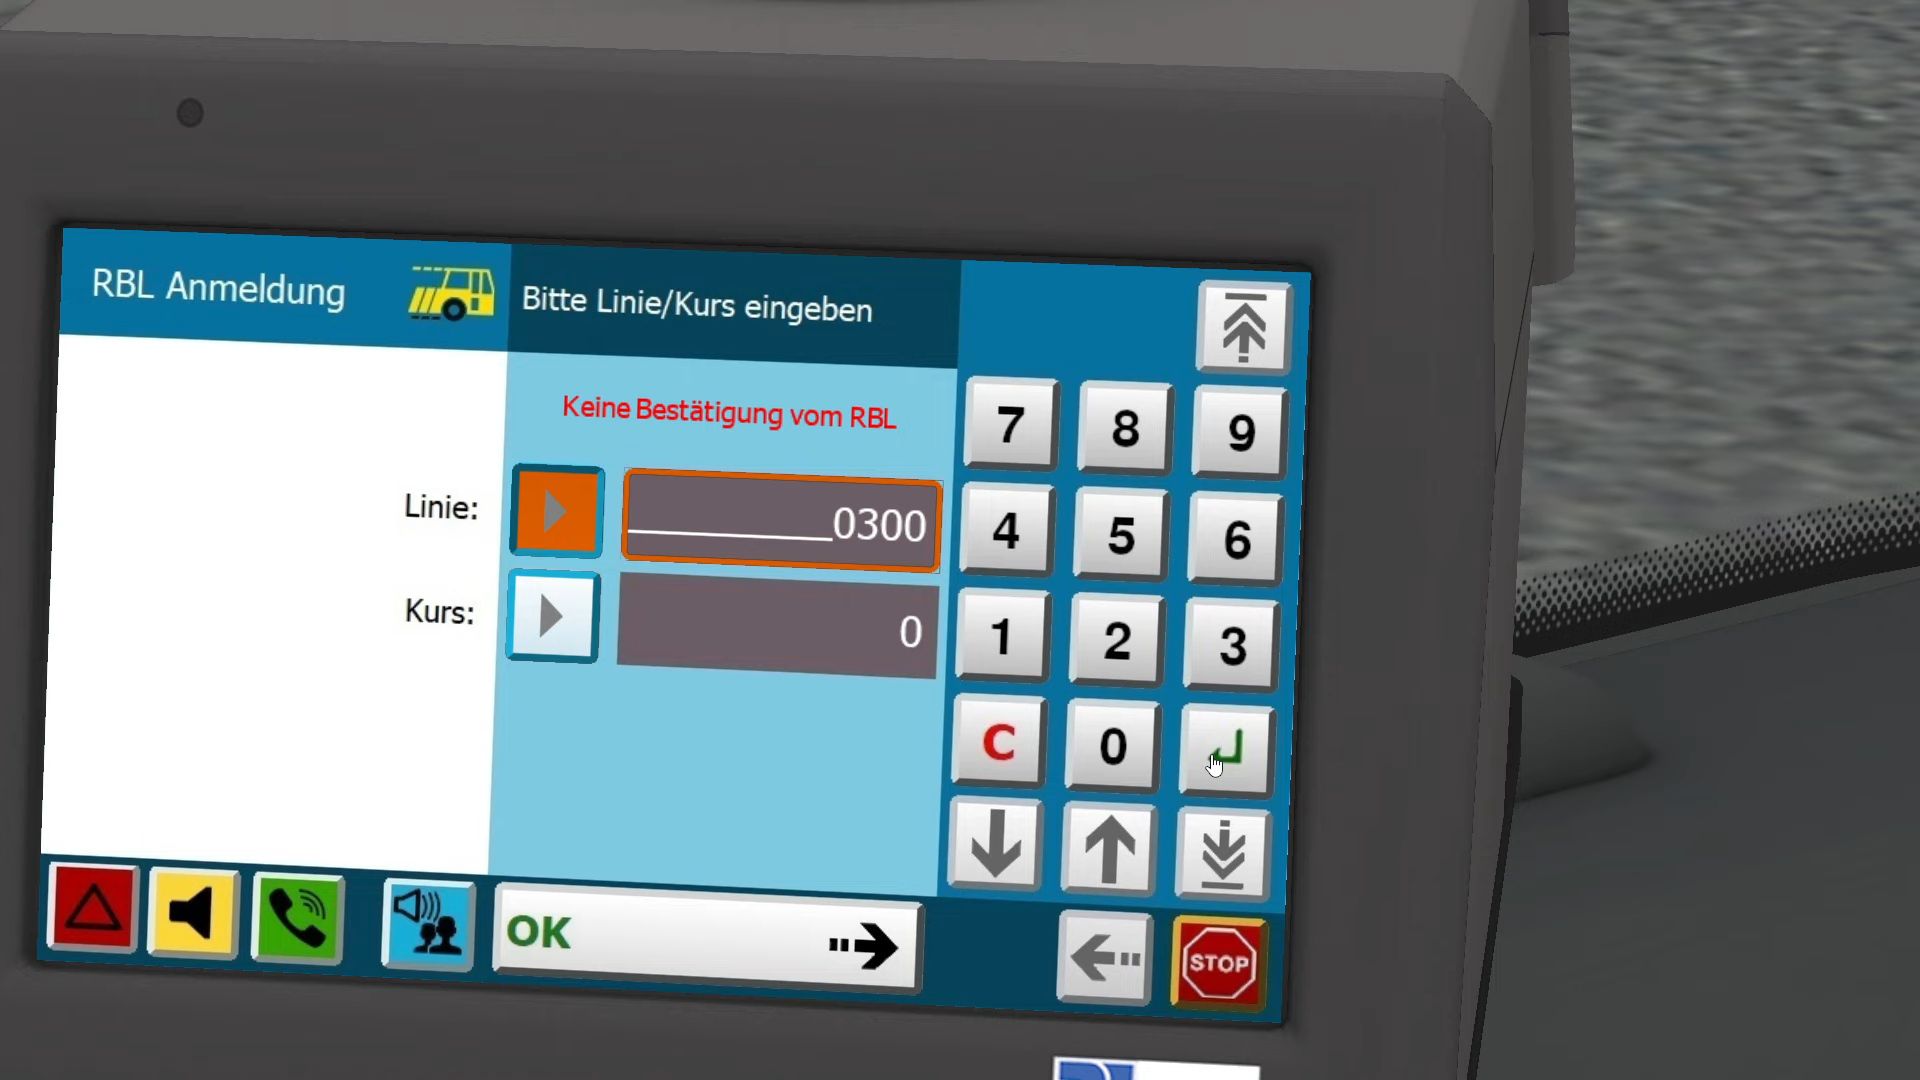 RBL Anmeldung
Bitte Linie/Kurs eingeben
Keine Bestätigung vom RBL
Linie:
0300
Kurs:
0
7 8 9
4 5 6
1 2 3
C 0
OK
STOP